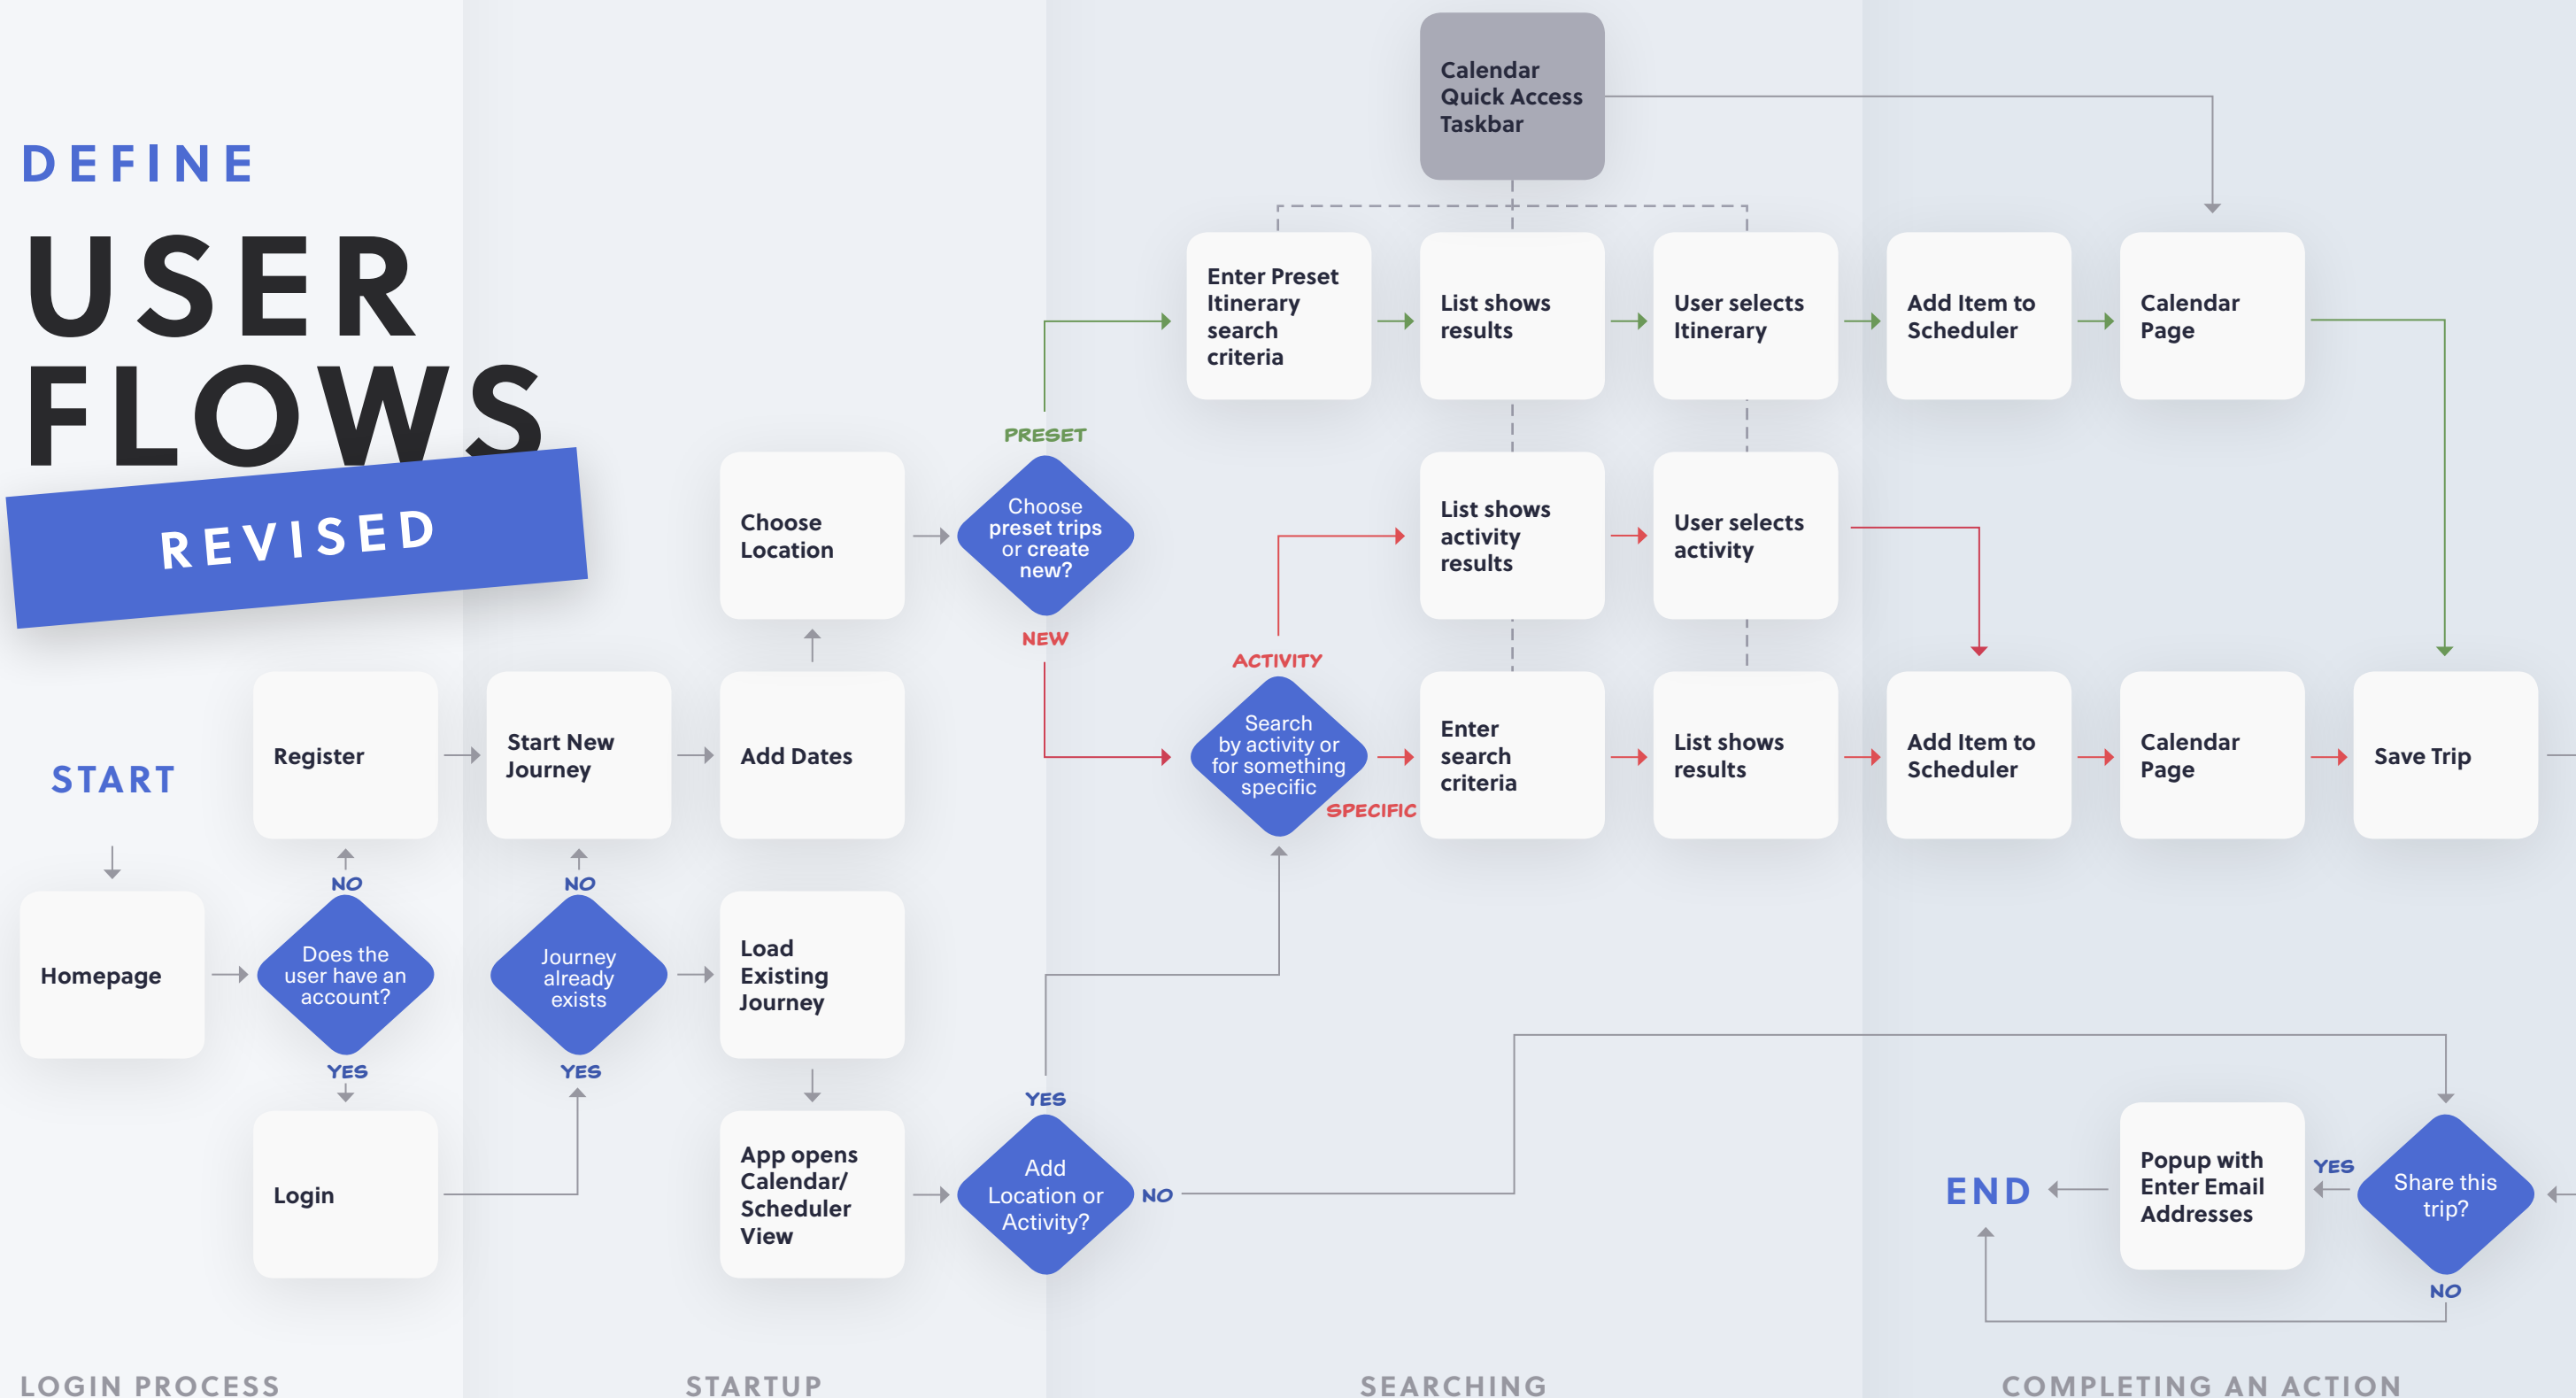 DEFINE
USER
FLOWS
REVISED
START
Homepage
Does the
user have an
account?
NO
YES
Register
Login
Start New
Journey
NO
Journey
already
exists
YES
Add Dates
Choose
Location
Load
Existing
Journey
App opens
Calendar/
Scheduler
View
PRESET
Choose
preset trips
or create
new?
NEW
YES
Add
Location or
Activity?
NO
Calendar
Quick Access
Taskbar
Enter Preset
Itinerary
search
criteria
List shows
results
User selects
Itinerary
Add Item to
Scheduler
Calendar
Page
ACTIVITY
Search
by activity or
for something
specific
SPECIFIC
List shows
activity
results
User selects
activity
Enter
search
criteria
List shows
results
Add Item to
Scheduler
Calendar
Page
Save Trip
Share this
trip?
YES
NO
Popup with
Enter Email
Addresses
END
LOGIN PROCESS
STARTUP
SEARCHING
COMPLETING AN ACTION